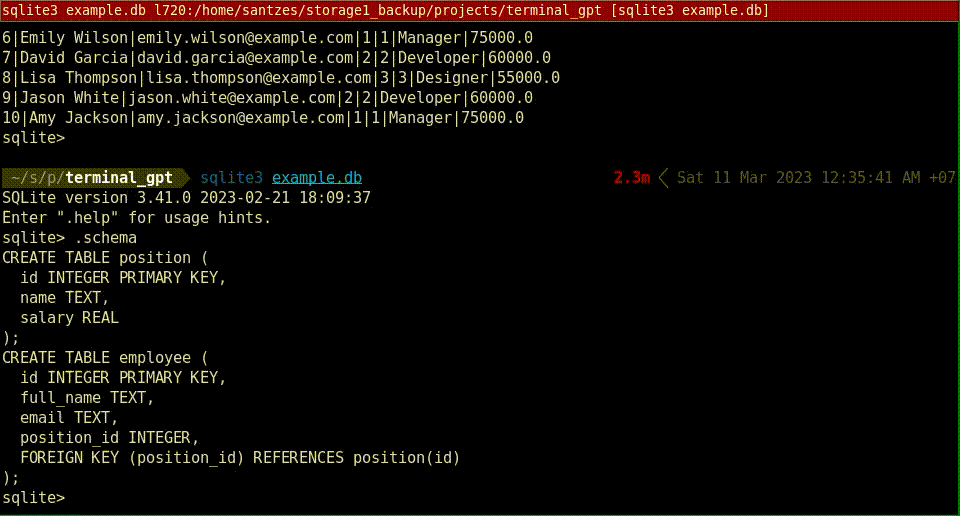 sqlite3 example.db l720:/home/santzes/storage1_backup/projects/terminal_gpt [sqlite3 example.db]
6|Emily Wilson|emily.wilson@example.com|1|1|Manager|75000.0
7|David Garcia|david.garcia@example.com|2|2|Developer|60000.0
8|Lisa Thompson|lisa.thompson@example.com|3|3|Designer|55000.0
9|Jason White|jason.white@example.com|2|2|Developer|60000.0
10|Amy Jackson|amy.jackson@example.com|1|1|Manager|75000.0
sqlite>
~/s/p/terminal_gpt sqlite3 example.db 2.3m Sat 11 Mar 2023 12:35:41 AM +07
SQLite version 3.41.0 2023-02-21 18:09:37
Enter ".help" for usage hints.
sqlite> .schema
CREATE TABLE position (
  id INTEGER PRIMARY KEY,
  name TEXT,
  salary REAL
);
CREATE TABLE employee (
  id INTEGER PRIMARY KEY,
  full_name TEXT,
  email TEXT,
  position_id INTEGER,
  FOREIGN KEY (position_id) REFERENCES position(id)
);
sqlite>